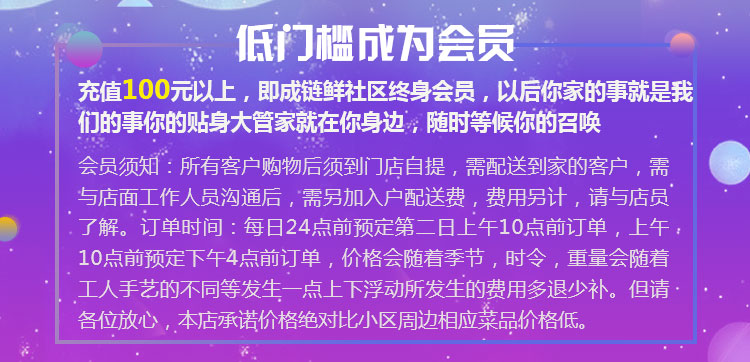 低门槛成为会员
充值100元以上，即成链鲜社区终身会员，以后你家的事就是我
们的事你的贴身大管家就在你身边，随时等候你的召唤
会员须知：所有客户购物后须到门店自提，需配送到家的客户，需
与店面工作人员沟通后，需另加入户配送费，费用另计，请与店员
了解。订单时间：每日24点前预定第二日上午10点前订单，上午
10点前预定下午4点前订单，价格会随着季节，时令，重量会随着
工人手艺的不同等发生一点上下浮动所发生的费用多退少补。但请
各位放心，本店承诺价格绝对比小区周边相应菜品价格低。